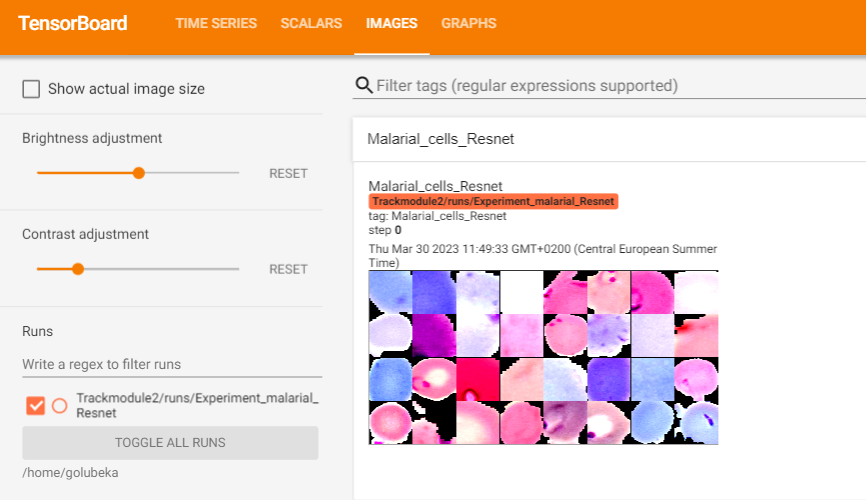 TensorBoard
TIME SERIES SCALARS IMAGES GRAPHS
Show actual image size
Filter tags (regular expressions supported)
Brightness adjustment
RESET
Contrast adjustment
RESET
Runs
Write a regex to filter runs
Trackmodule2/runs/Experiment_malarial_
Resnet
TOGGLE ALL RUNS
/home/golubeka
Malarial_cells_Resnet
Malarial_cells_Resnet
Trackmodule2/runs/Experiment_malarial_Resnet
tag: Malarial_cells_Resnet
step 0
Thu Mar 30 2023 11:49:33 GMT+0200 (Central European Summer
Time)